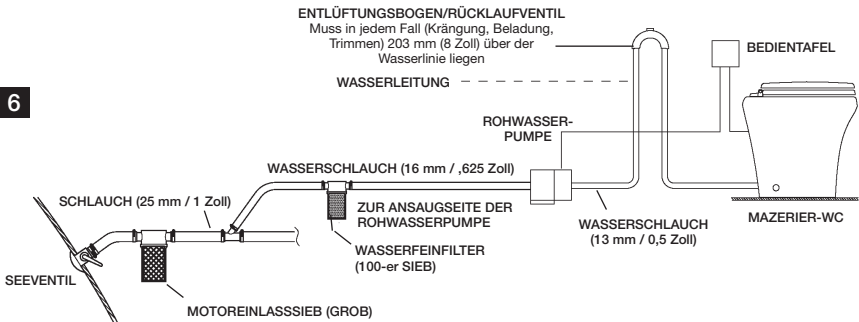 ENTLÜFTUNGSBOGEN/RÜCKLAUFVENTIL
Muss in jedem Fall (Krängung, Beladung,
Trimmen) 203 mm (8 Zoll) über der
Wasserlinie liegen
BEDIENTAFEL
WASSERLEITUNG
6
ROHWASSER-
PUMPE
WASSERSCHLAUCH (16 mm / ,625 Zoll)
SCHLAUCH (25 mm / 1 Zoll)
ZUR ANSAUGSEITE DER
ROHWASSERPUMPE
WASSERSCHLAUCH
(13 mm / 0,5 Zoll)
MAZERIER-WC
WASSERFEINFILTER
(100-er SIEB)
SEEVENTIL
MOTOREINLASSSIEB (GROB)